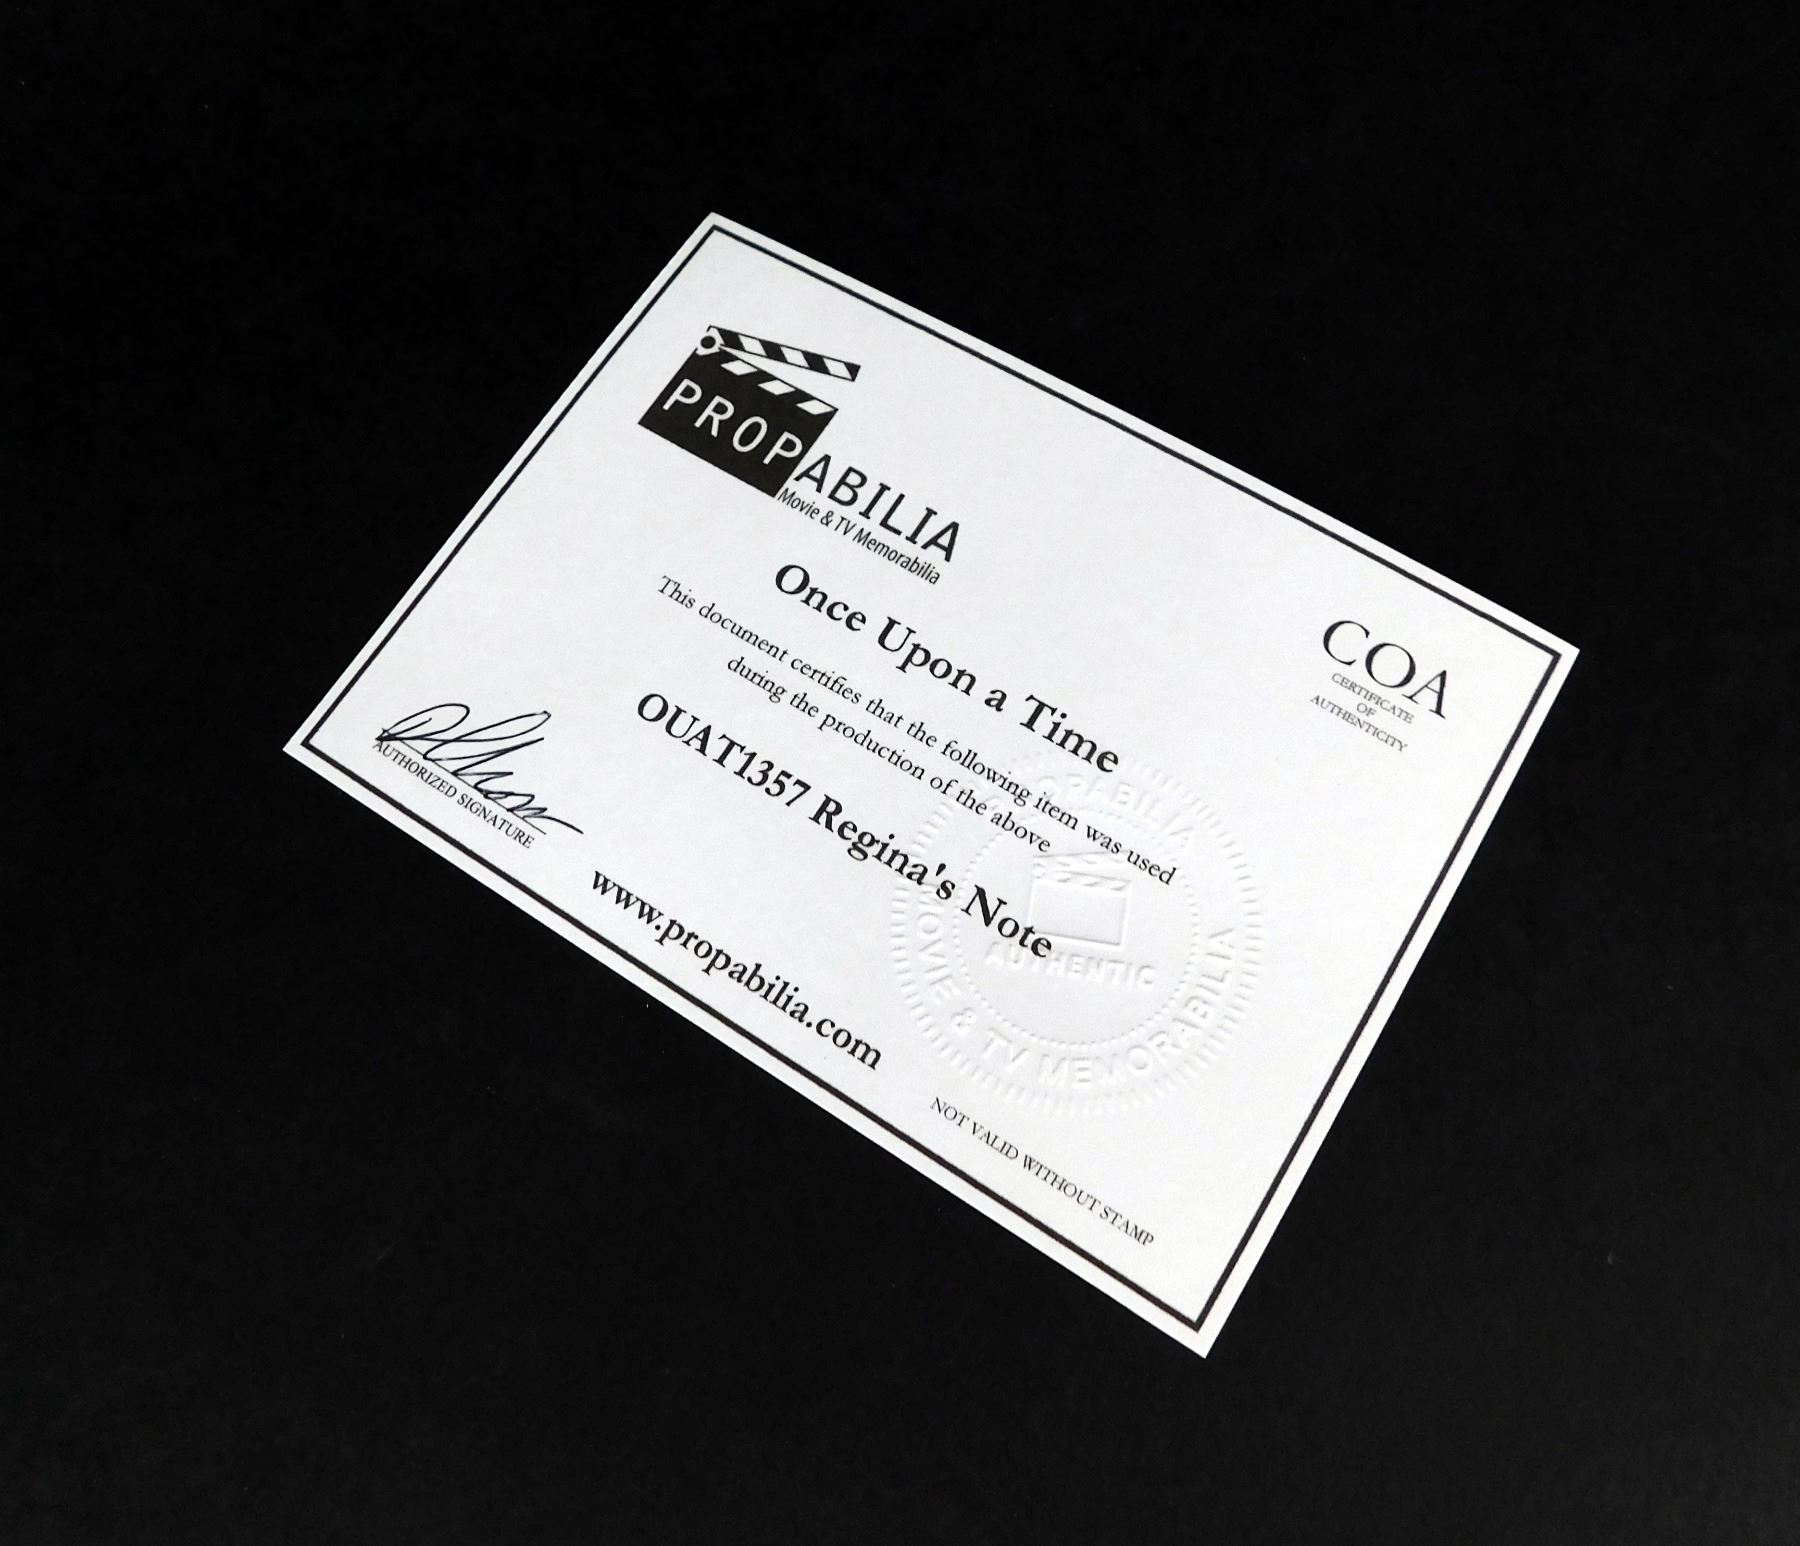 PROPABILIA
Movie & TV Memorabilia
COA
CERTIFICATE
OF
AUTHENTICITY
Once Upon a Time
This document certifies that the following item was used
during the production of the above
OUAT1357 Regina's Note
AUTHORIZED SIGNATURE
www.propabilia.com
PROPABILIA
AUTHENTIC
MOVIE & TV MEMORABILIA
NOT VALID WITHOUT STAMP